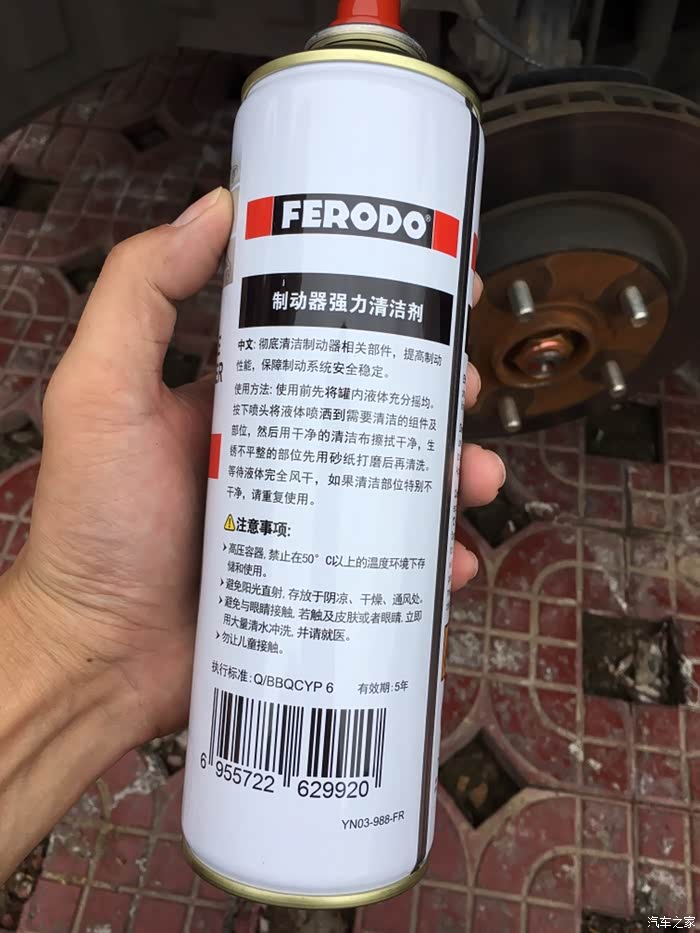 FERODO®
制动器强力清洁剂
中文: 彻底清洁制动器相关部件，提高制动
性能，保障制动系统安全稳定。
使用方法: 使用前先将罐内液体充分摇均。
按下喷头将液体喷洒到需要清洁的组件及
部位，然后用干净的清洁布擦拭干净，生
锈不平整的部位先用砂纸打磨后再清洗。
等待液体完全风干，如果清洁部位特别不
干净，请重复使用。
注意事项:
高压容器, 禁止在50° C以上的温度环境下存
储和使用。
避免阳光直射, 存放于阴凉、干燥、通风处。
避免与眼睛接触, 若触及皮肤或者眼睛, 立即
用大量清水冲洗, 并请就医。
勿让儿童接触。
执行标准: Q/BBQCYP 6 有效期: 5年
6 955722 629920
YN03-988-FR
汽车之家